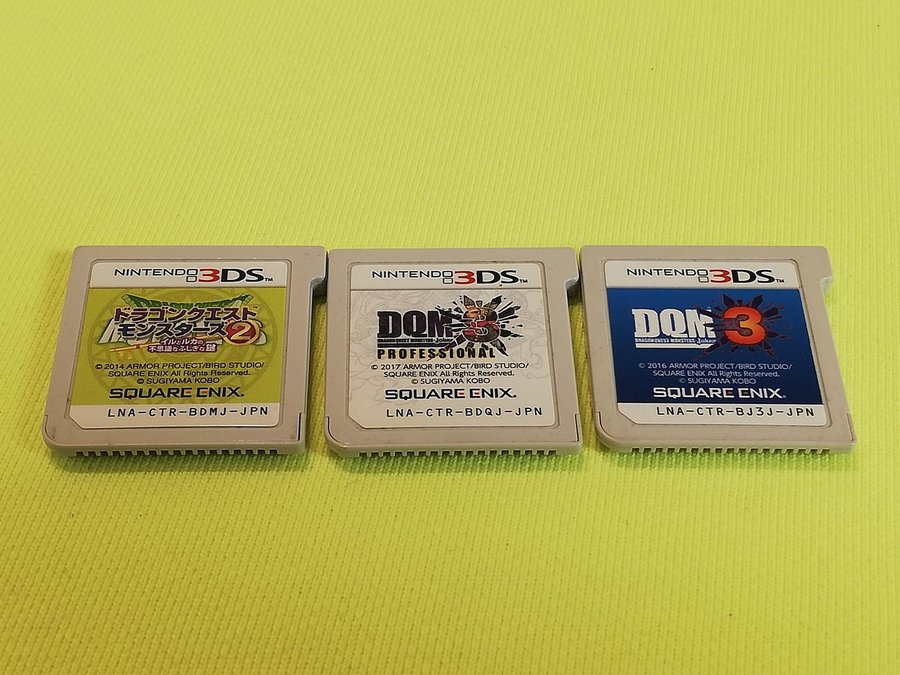 NINTENDO 3DS™
ドラゴンクエスト
モンスターズ2
イルとルカの
不思議なふしぎな鍵
© 2014 ARMOR PROJECT/BIRD STUDIO/
SQUARE ENIX All Rights Reserved.
© SUGIYAMA KOBO
SQUARE ENIX.
LNA-CTR-BDMJ-JPN
NINTENDO 3DS™
DQM 3
PROFESSIONAL
© 2017 ARMOR PROJECT/BIRD STUDIO/
SQUARE ENIX All Rights Reserved.
© SUGIYAMA KOBO
SQUARE ENIX.
LNA-CTR-BDQJ-JPN
NINTENDO 3DS™
DQM 3
DRAGON QUEST MONSTERS Joker
© 2016 ARMOR PROJECT/BIRD STUDIO/
SQUARE ENIX All Rights Reserved.
© SUGIYAMA KOBO
SQUARE ENIX.
LNA-CTR-BJ3J-JPN